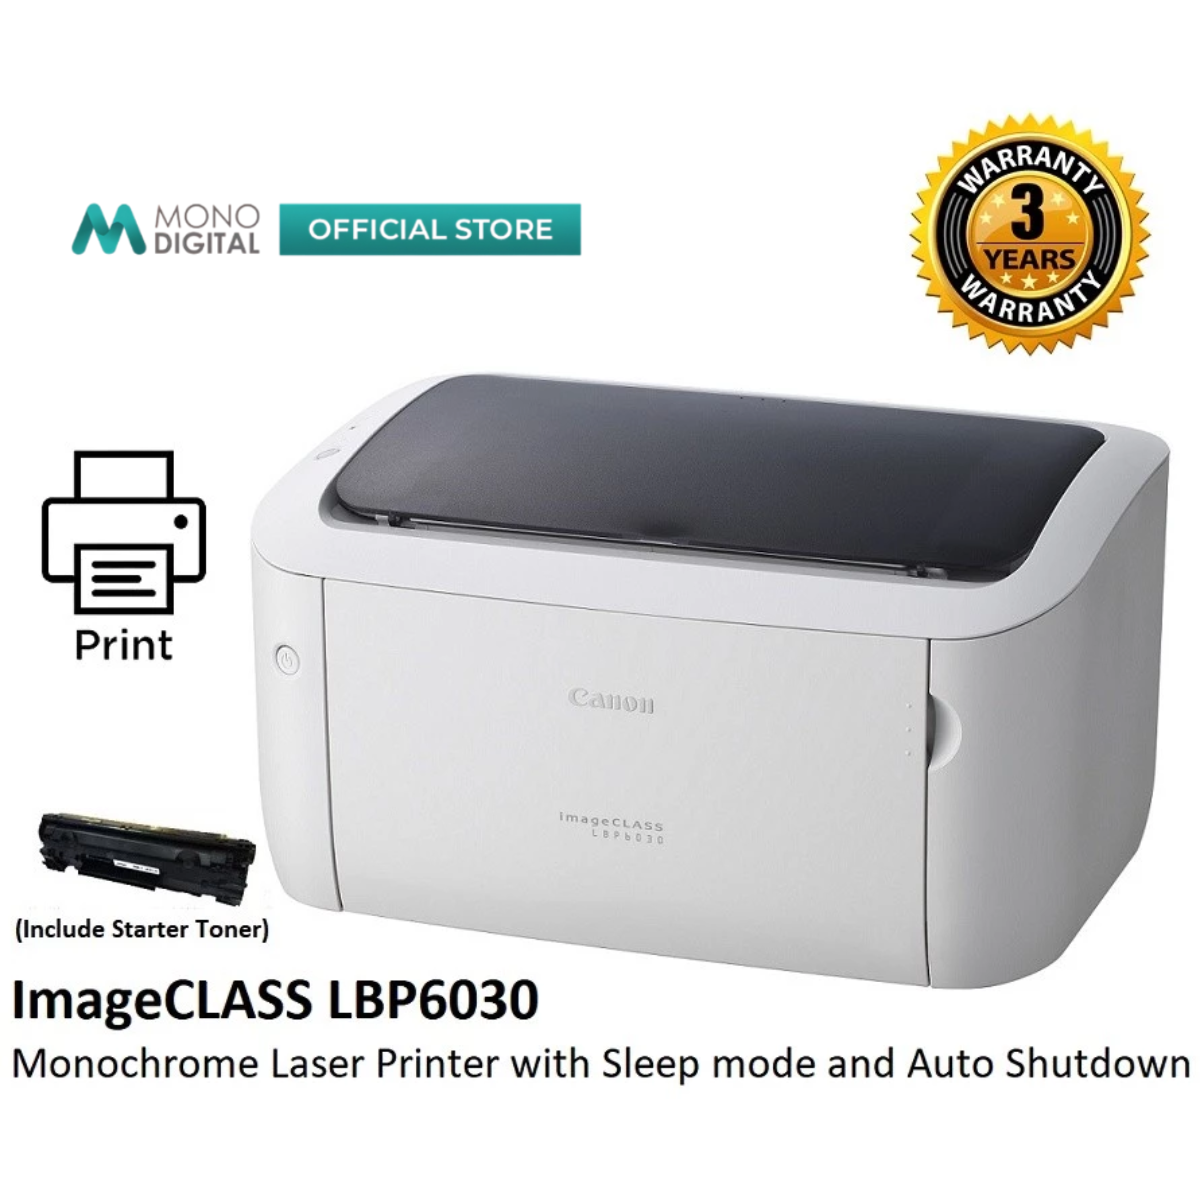 MONO
DIGITAL
OFFICIAL STORE
WARRANTY
3
YEARS
WARRANTY
Print
Canon
imageCLASS
LBP6030
(Include Starter Toner)
ImageCLASS LBP6030
Monochrome Laser Printer with Sleep mode and Auto Shutdown